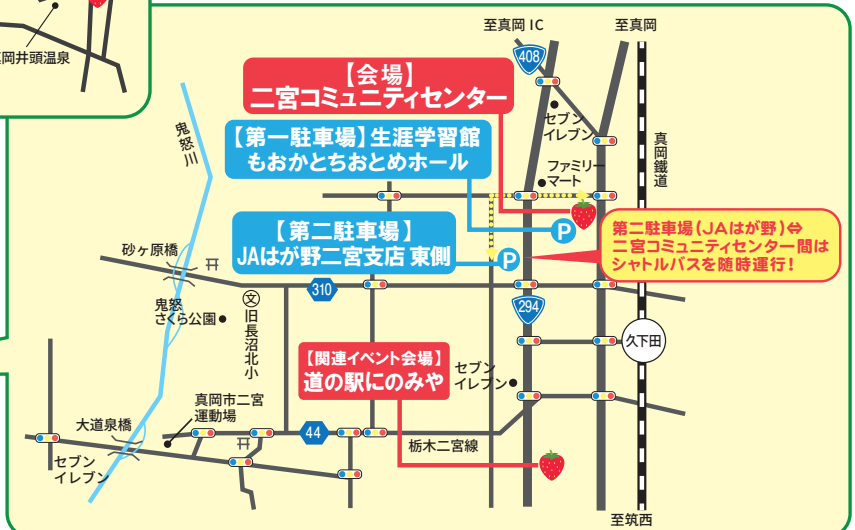 岡井頭温泉
至真岡IC
至真岡
408
【会場】
二宮コミュニティセンター
セブン
イレブン
鬼怒川
【第一駐車場】生涯学習館
もおかとちおとめホール
真岡鐵道
ファミリー
マート
P
【第二駐車場】
JAはが野二宮支店 東側
P
第二駐車場(JAはが野)⇔
二宮コミュニティセンター間は
シャトルバスを随時運行!
砂ヶ原橋
310
294
鬼怒
さくら公園
文
旧長沼北小
久下田
【関連イベント会場】
道の駅にのみや
セブン
イレブン
真岡市二宮
運動場
大道泉橋
44
栃木二宮線
セブン
イレブン
至筑西